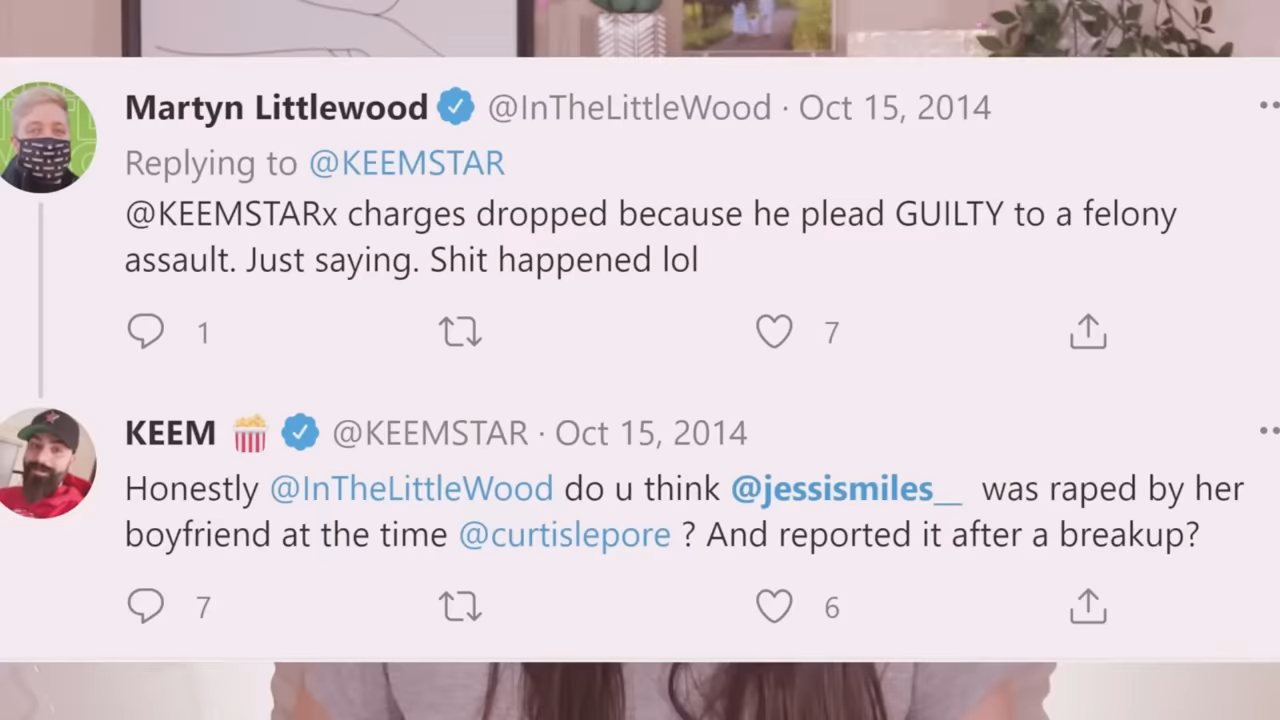 Martyn Littlewood @InTheLittleWood · Oct 15, 2014
Replying to @KEEMSTAR
@KEEMSTARx charges dropped because he plead GUILTY to a felony
assault. Just saying. Shit happened lol
1 7
KEEM 🍿 @KEEMSTAR · Oct 15, 2014
Honestly @InTheLittleWood do u think @jessismiles__ was raped by her
boyfriend at the time @curtislepore ? And reported it after a breakup?
7 6